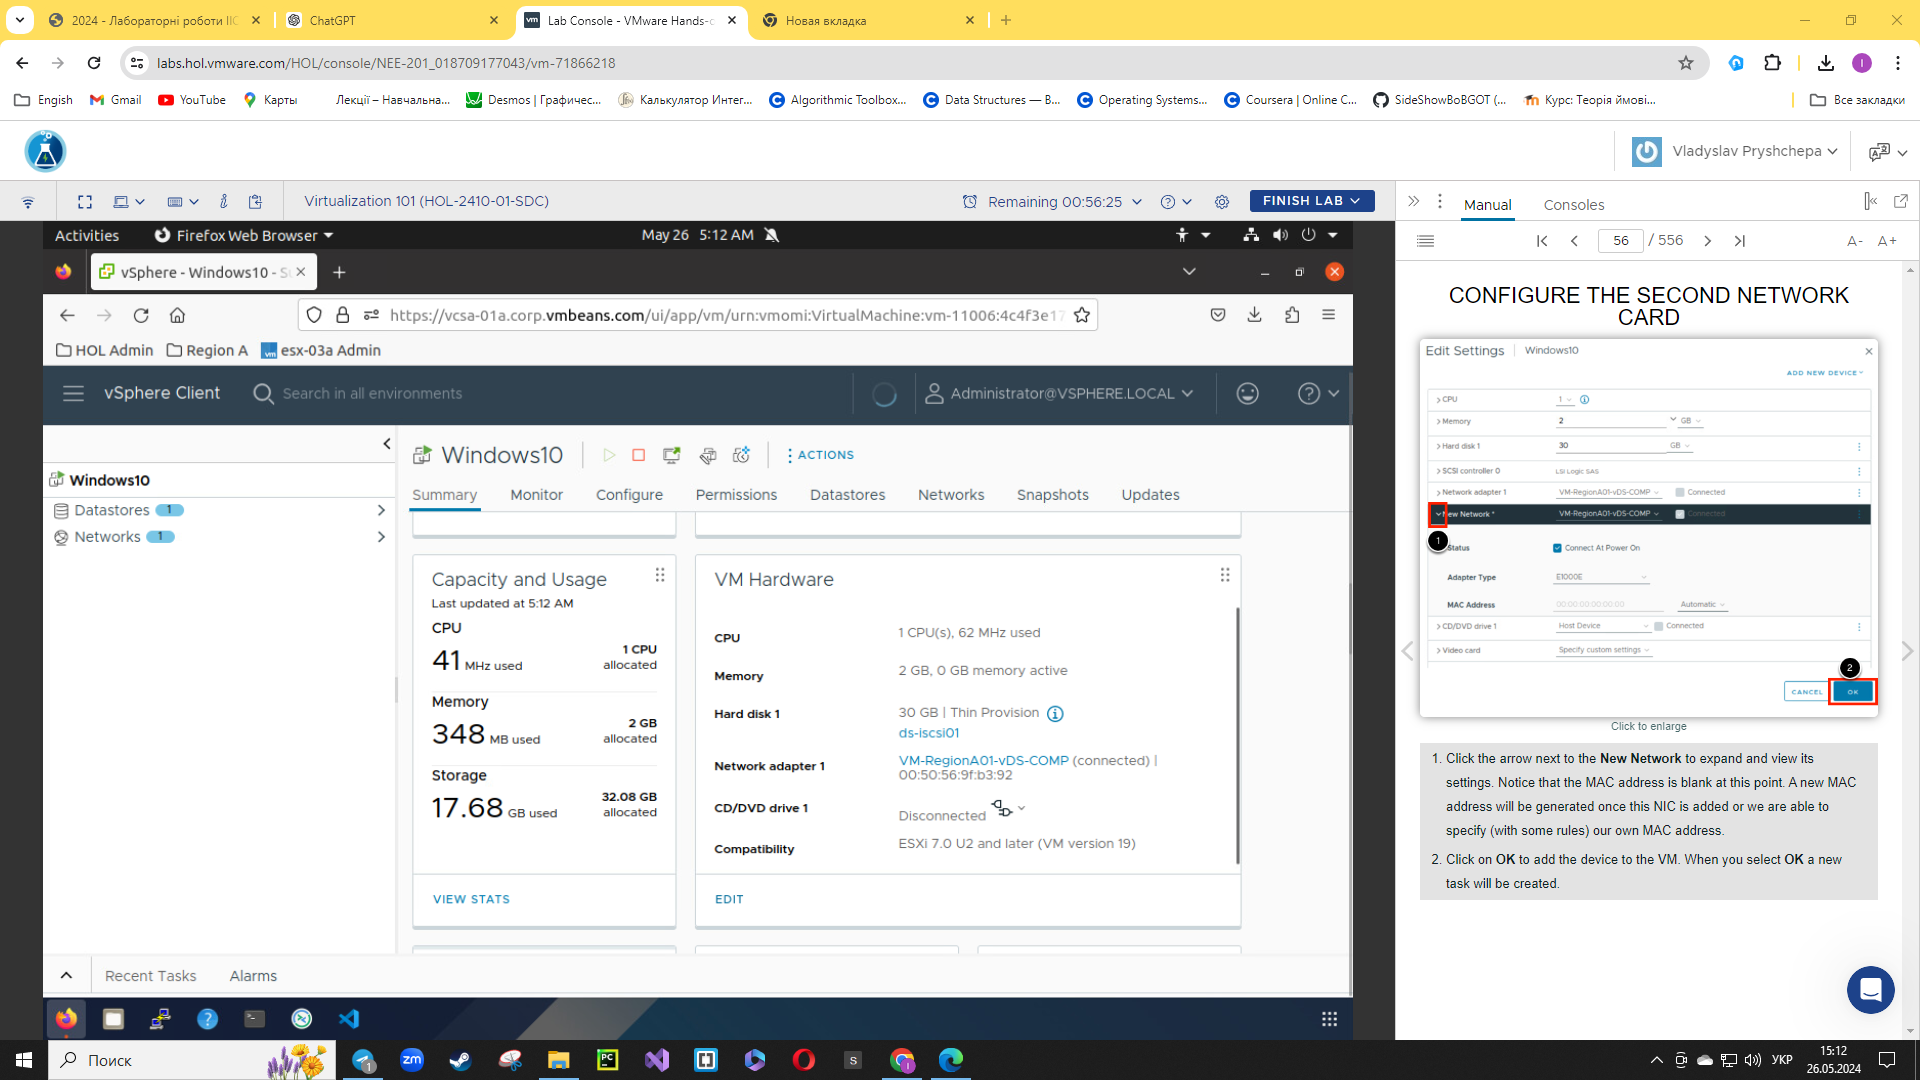 2024 - Лабораторні роботи ІІС
ChatGPT
Lab Console - VMware Hands-o
Новая вкладка
labs.hol.vmware.com/HOL/console/NEE-201_018709177043/vm-71866218
Engish
Gmail
YouTube
Карты
Лекції – Навчальна...
Desmos | Графичес...
Калькулятор Интег...
Algorithmic Toolbox...
Data Structures — В...
Operating Systems...
Coursera | Online C...
SideShowBoBGOT (...
Курс: Теорія ймові...
Все закладки
Vladyslav Pryshchepa
Virtualization 101 (HOL-2410-01-SDC)
Remaining 00:56:25
FINISH LAB
Manual
Consoles
Activities
Firefox Web Browser
May 26 5:12 AM
56 / 556
A- A+
vSphere - Windows10 - Su
https://vcsa-01a.corp.vmbeans.com/ui/app/vm/urn:vmomi:VirtualMachine:vm-11006:4c4f3e17
HOL Admin
Region A
esx-03a Admin
vSphere Client
Search in all environments
Administrator@VSPHERE.LOCAL
Windows10
Datastores 1
Networks 1
Windows10
ACTIONS
Summary
Monitor
Configure
Permissions
Datastores
Networks
Snapshots
Updates
Capacity and Usage
Last updated at 5:12 AM
CPU
41 MHz used
1 CPU
allocated
Memory
348 MB used
2 GB
allocated
Storage
17.68 GB used
32.08 GB
allocated
VIEW STATS
VM Hardware
CPU
1 CPU(s), 62 MHz used
Memory
2 GB, 0 GB memory active
Hard disk 1
30 GB | Thin Provision
ds-iscsi01
Network adapter 1
VM-RegionA01-vDS-COMP (connected) |
00:50:56:9f:b3:92
CD/DVD drive 1
Disconnected
Compatibility
ESXi 7.0 U2 and later (VM version 19)
EDIT
Recent Tasks
Alarms
CONFIGURE THE SECOND NETWORK
CARD
Edit Settings | Windows10
ADD NEW DEVICE
CPU 1
Memory 2 GB
Hard disk 1 30 GB
SCSI controller 0 LSI Logic SAS
Network adapter 1 VM-RegionA01-vDS-COMP Connected
New Network * VM-RegionA01-vDS-COMP Connected
1
Status Connect At Power On
Adapter Type E1000E
MAC Address 00:00:00:00:00:00 Automatic
CD/DVD drive 1 Host Device Connected
Video card Specify custom settings
2
CANCEL OK
Click to enlarge
1. Click the arrow next to the New Network to expand and view its
settings. Notice that the MAC address is blank at this point. A new MAC
address will be generated once this NIC is added or we are able to
specify (with some rules) our own MAC address.
2. Click on OK to add the device to the VM. When you select OK a new
task will be created.
Поиск
1
zm
PC
S
УКР
15:12
26.05.2024